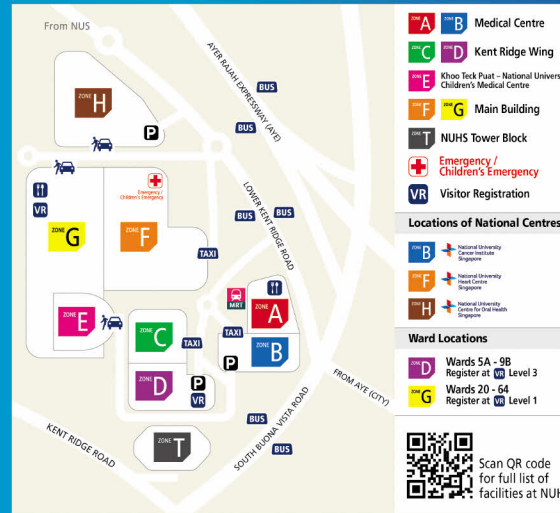 From NUS
AYER RAJAH EXPRESSWAY (AYE)
BUS
BUS
ZONE H
P
Emergency /
Children's Emergency
LOWER KENT RIDGE ROAD
VR
ZONE G
ZONE F
BUS
BUS
TAXI
MRT
ZONE A
ZONE E
ZONE C
TAXI
TAXI
ZONE B
P
ZONE D
P
VR
FROM AYE (CITY)
KENT RIDGE ROAD
ZONE T
SOUTH BUONA VISTA ROAD
BUS
BUS
ZONE A ZONE B Medical Centre
ZONE C ZONE D Kent Ridge Wing
ZONE E Khoo Teck Puat – National Univers
Children's Medical Centre
ZONE F ZONE G Main Building
ZONE T NUHS Tower Block
Emergency /
Children's Emergency
VR Visitor Registration
Locations of National Centres
ZONE B National University
Cancer Institute
Singapore
ZONE F National University
Heart Centre
Singapore
ZONE H National University
Centre for Oral Health
Singapore
Ward Locations
ZONE D Wards 5A - 9B
Register at VR Level 3
ZONE G Wards 20 - 64
Register at VR Level 1
Scan QR code
for full list of
facilities at NUH